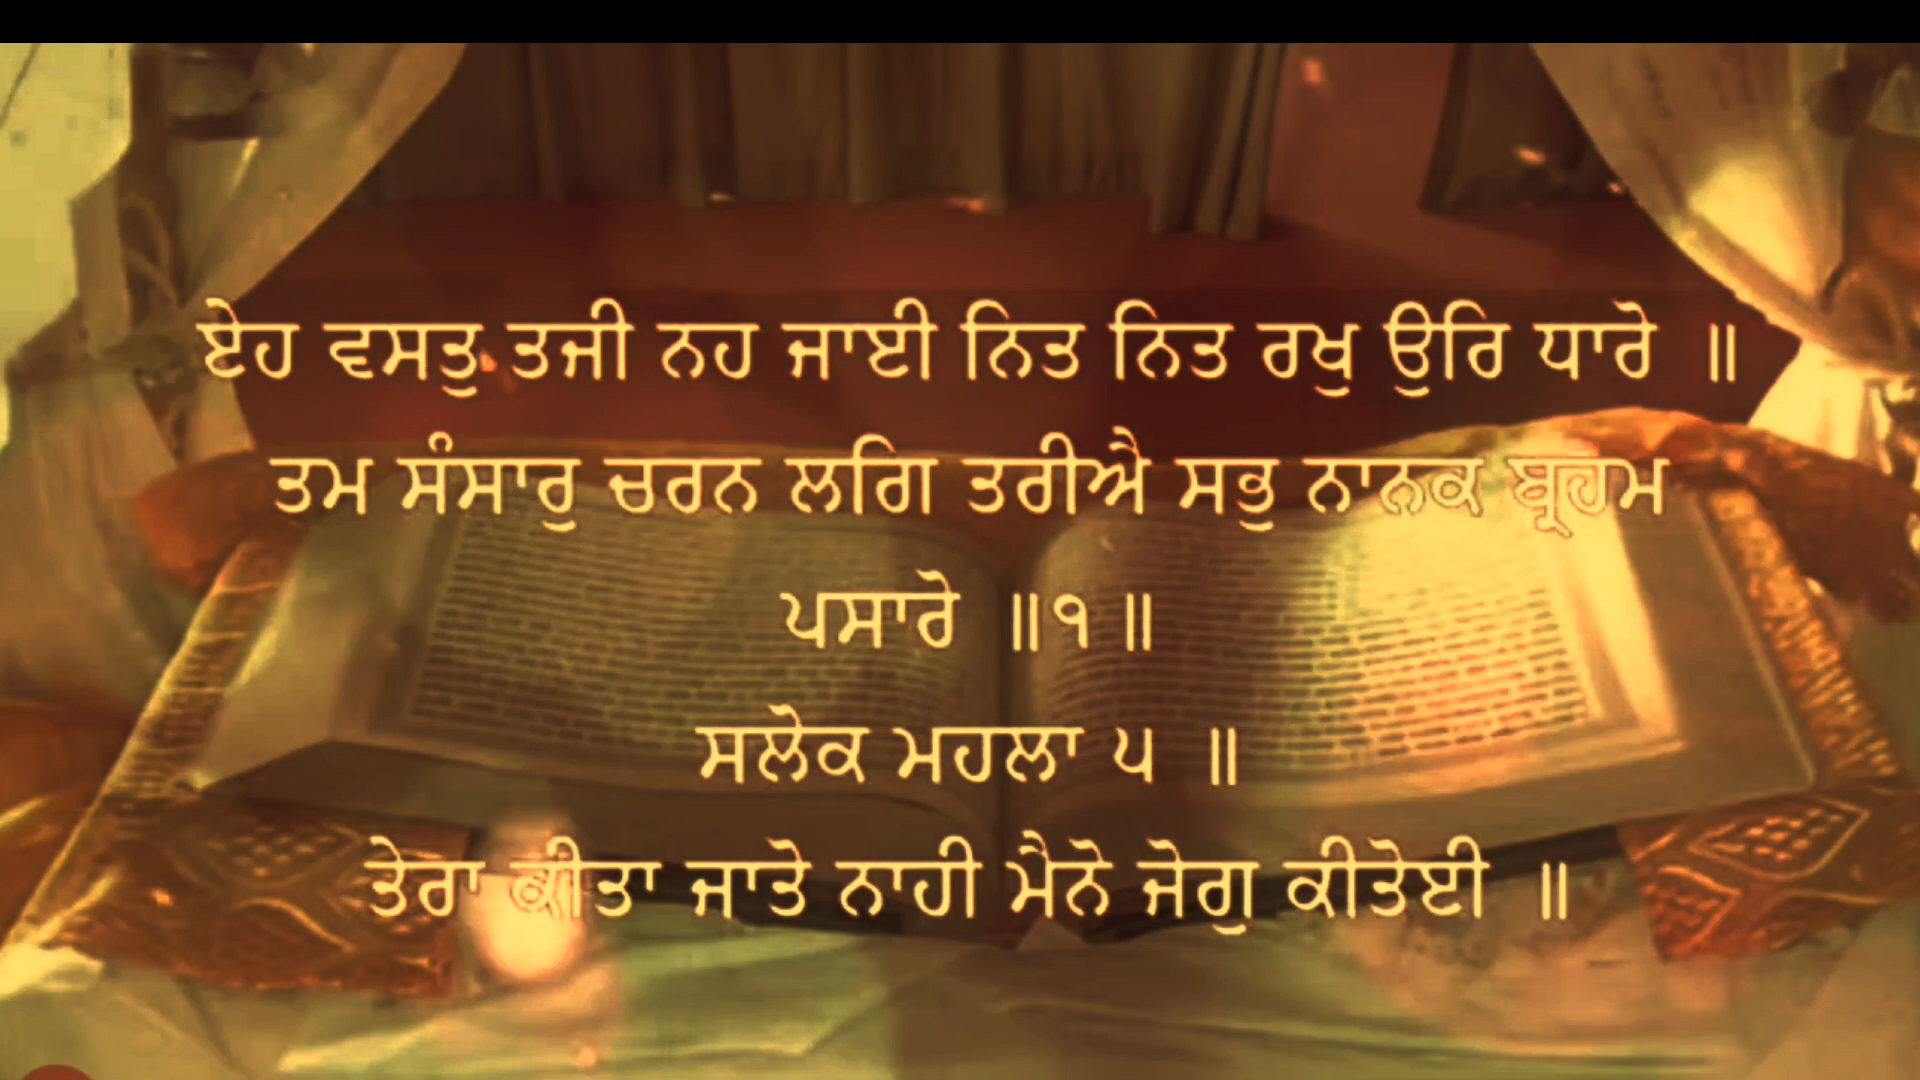 ਏਹ ਵਸਤੁ ਤਜੀ ਨਹ ਜਾਈ ਨਿਤ ਨਿਤ ਰਖੁ ਉਰਿ ਧਾਰੋ ॥
ਤਮ ਸੰਸਾਰੁ ਚਰਨ ਲਗਿ ਤਰੀਐ ਸਭੁ ਨਾਨਕ ਬ੍ਰਹਮ
ਪਸਾਰੋ ॥੧॥
ਸਲੋਕ ਮਹਲਾ ੫ ॥
ਤੇਰਾ ਕੀਤਾ ਜਾਤੋ ਨਾਹੀ ਮੈਨੋ ਜੋਗੁ ਕੀਤੋਈ ॥